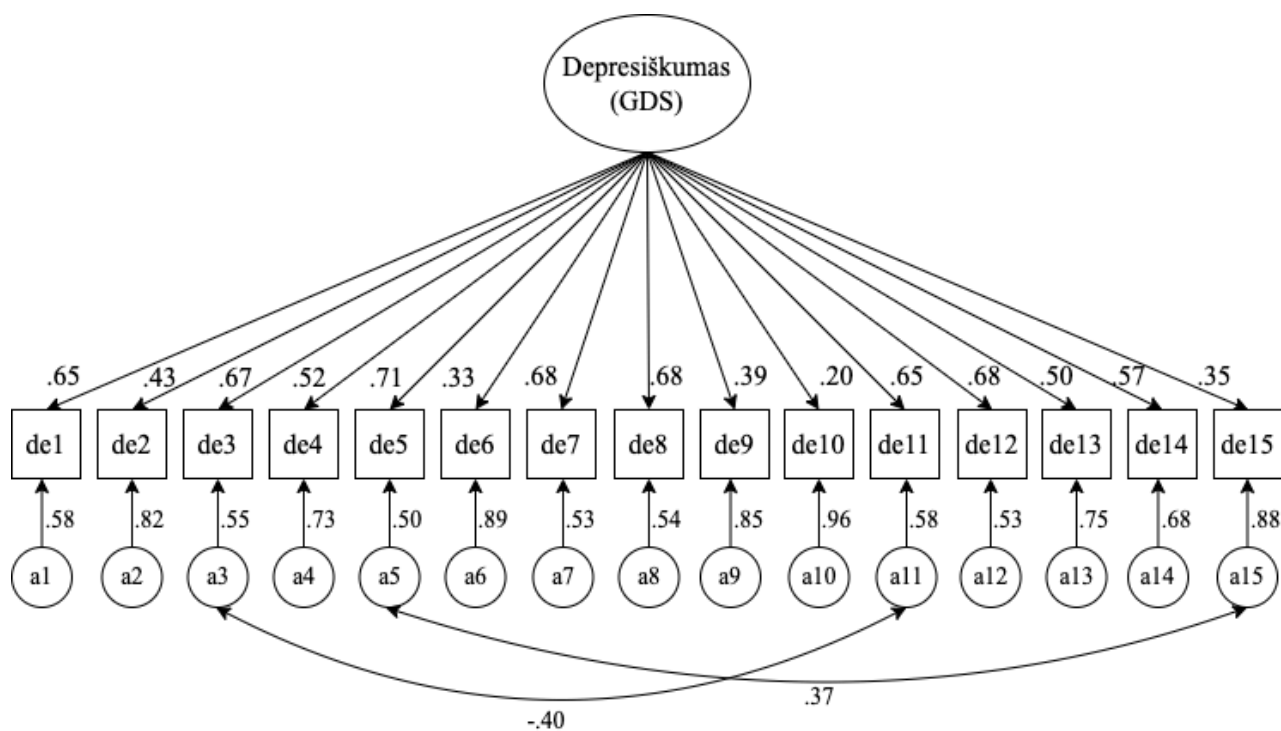 Depresiškumas
(GDS)
.65 .43 .67 .52 .71 .33 .68 .68 .39 .20 .65 .68 .50 .57 .35
de1 de2 de3 de4 de5 de6 de7 de8 de9 de10 de11 de12 de13 de14 de15
.58 .82 .55 .73 .50 .89 .53 .54 .85 .96 .58 .53 .75 .68 .88
a1 a2 a3 a4 a5 a6 a7 a8 a9 a10 a11 a12 a13 a14 a15
.37
-.40